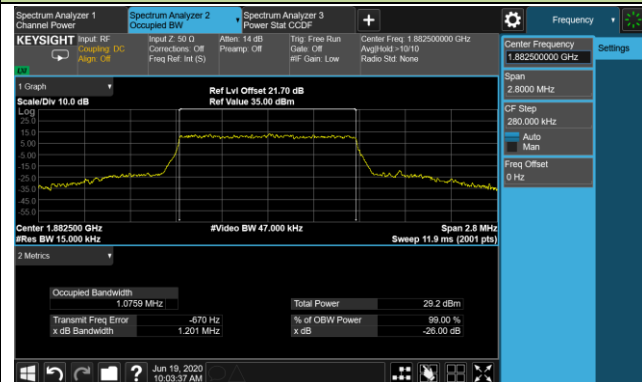 Spectrum Analyzer 1
Channel Power
Spectrum Analyzer 2
Occupied BW
Spectrum Analyzer 3
Power Stat CCDF
Frequency
KEYSIGHT
Input: RF
Coupling: DC
Align: Off
Input Z: 50 Ω
Corrections: Off
Freq Ref: Int (S)
Atten: 14 dB
Preamp: Off
Trig: Free Run
Gate: Off
#IF Gain: Low
Center Freq: 1.882500000 GHz
Avg|Hold:>10/10
Radio Std: None
LW
1 Graph
Scale/Div 10.0 dB
Ref Lvl Offset 21.70 dB
Ref Value 35.00 dBm
Log
25.0
15.0
5.00
-5.00
-15.0
-25.0
-35.0
-45.0
-55.0
Center 1.882500 GHz
#Res BW 15.000 kHz
#Video BW 47.000 kHz
Span 2.8 MHz
Sweep 11.9 ms (2001 pts)
2 Metrics
Occupied Bandwidth
1.0759 MHz
Transmit Freq Error -670 Hz
x dB Bandwidth 1.201 MHz
Total Power 29.2 dBm
% of OBW Power 99.00 %
x dB -26.00 dB
Center Frequency
1.882500000 GHz
Settings
Span
2.8000 MHz
CF Step
280.000 kHz
Auto
Man
Freq Offset
0 Hz
Jun 19, 2020
10:03:37 AM